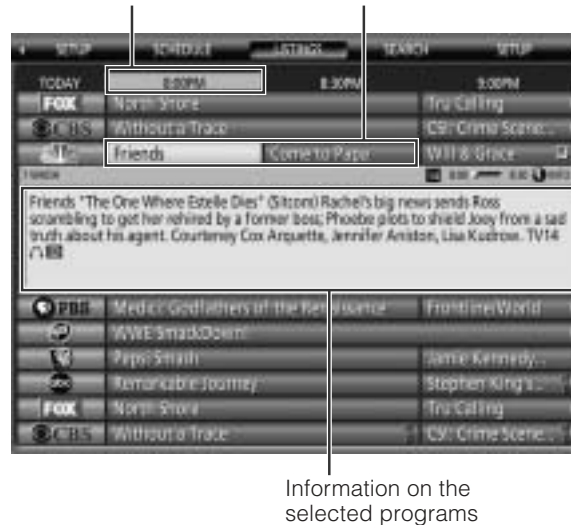 SETUP SCHEDULE LISTINGS SEARCH SETUP
TODAY 8:00PM 8:30PM 9:00PM
FOX North Shore Tru Calling
CBS Without a Trace CSI: Crime Scene...
Friends Come to Papa Will & Grace
Friends "The One Where Estelle Dies" (Sitcom) Rachel's big news sends Ross
scrambling to get her rehired by a former boss; Phoebe plots to shield Joey from a sad
truth about his agent. Courteney Cox Arquette, Jennifer Aniston, Lisa Kudrow. TV14
PBS Medici: Godfathers of the Renaissance Frontline/World
WWE SmackDown!
Pepsi Smash Jamie Kennedy...
abc Remarkable Journey Stephen King's...
FOX North Shore Tru Calling
CBS Without a Trace CSI: Crime Scene...
Information on the
selected programs